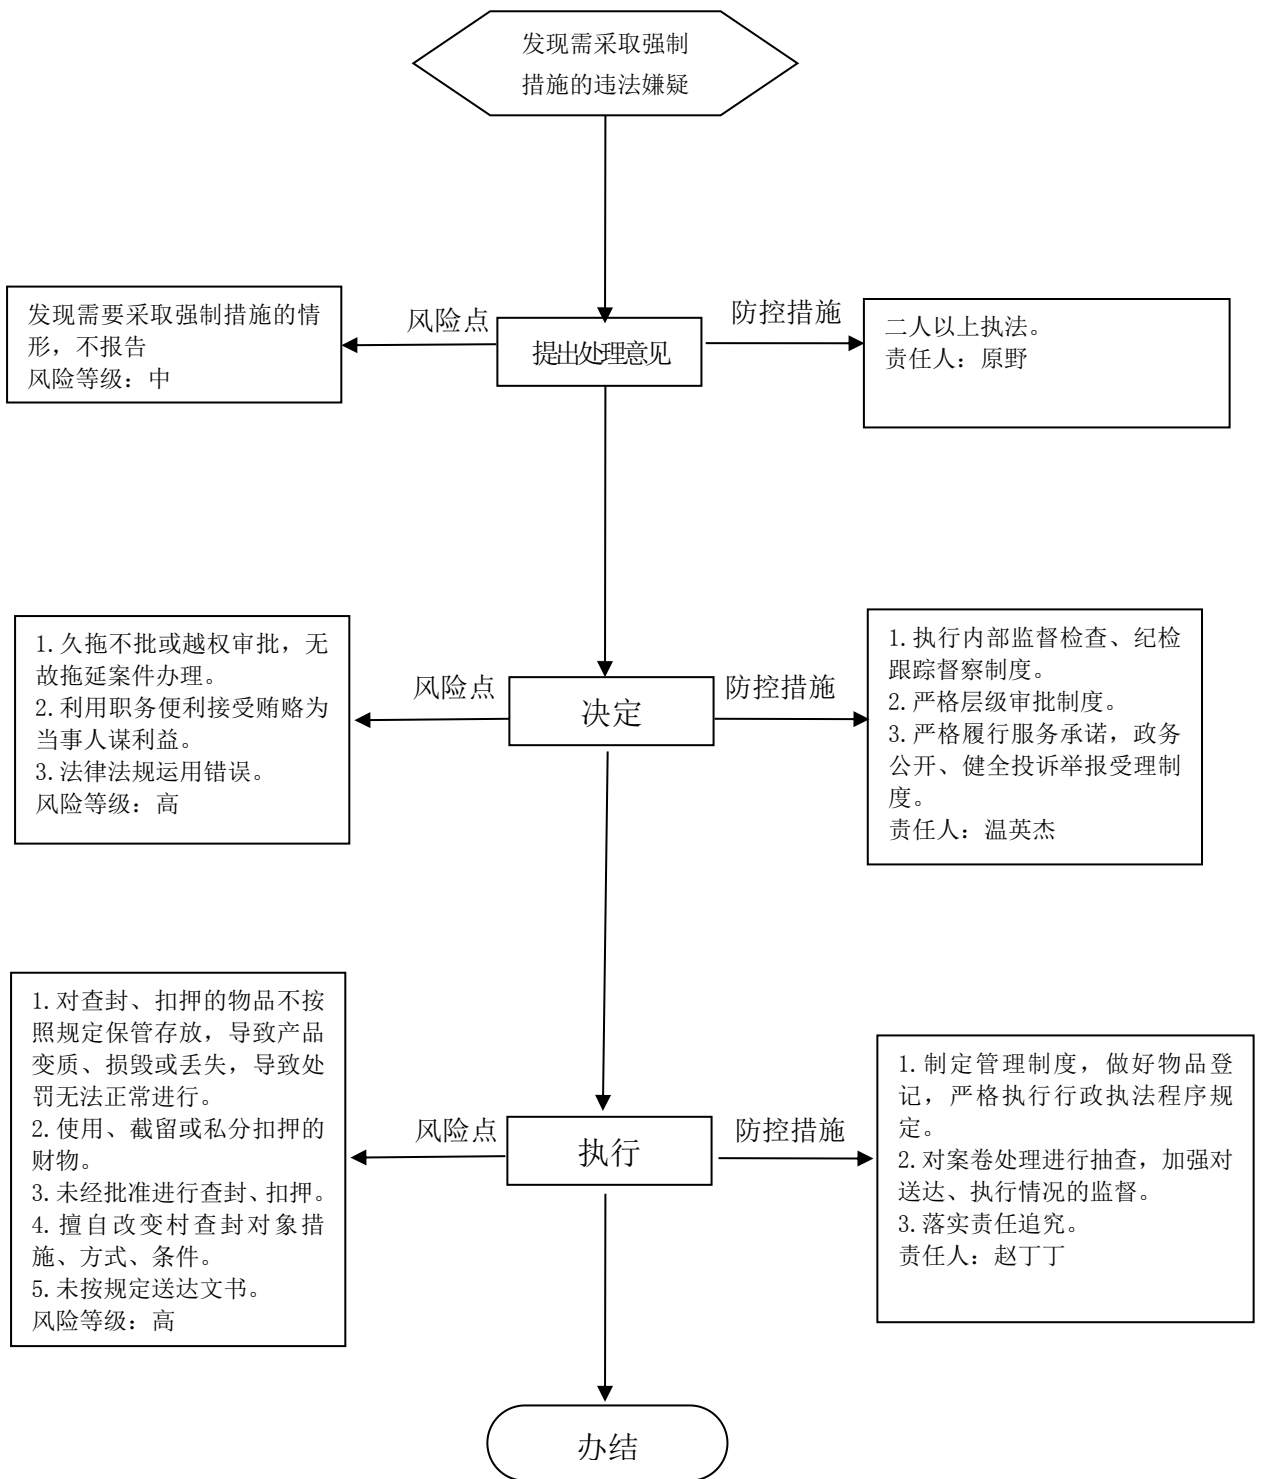 发现需采取强制
措施的违法嫌疑
发现需要采取强制措施的情
形，不报告
风险等级：中
风险点
提出处理意见
防控措施
二人以上执法。
责任人：原野
1.久拖不批或越权审批，无
故拖延案件办理。
2.利用职务便利接受贿赂为
当事人谋利益。
3.法律法规运用错误。
风险等级：高
风险点
决定
防控措施
1.执行内部监督检查、纪检
跟踪督察制度。
2.严格层级审批制度。
3.严格履行服务承诺，政务
公开、健全投诉举报受理制
度。
责任人：温英杰
1.对查封、扣押的物品不按
照规定保管存放，导致产品
变质、损毁或丢失，导致处
罚无法正常进行。
2.使用、截留或私分扣押的
财物。
3.未经批准进行查封、扣押。
4.擅自改变村查封对象措
施、方式、条件。
5.未按规定送达文书。
风险等级：高
风险点
执行
防控措施
1.制定管理制度，做好物品登
记，严格执行行政执法程序规
定。
2.对案卷处理进行抽查，加强对
送达、执行情况的监督。
3.落实责任追究。
责任人：赵丁丁
办结